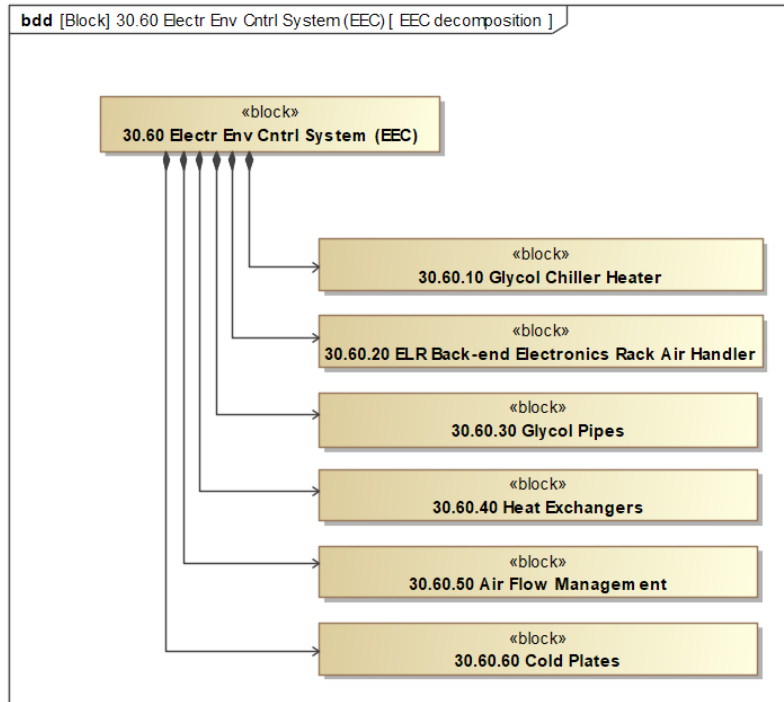 bdd [Block] 30.60 Electr Env Cntrl System (EEC) [ EEC decomposition ]
«block»
30.60 Electr Env Cntrl System (EEC)
«block»
30.60.10 Glycol Chiller Heater
«block»
30.60.20 ELR Back-end Electronics Rack Air Handler
«block»
30.60.30 Glycol Pipes
«block»
30.60.40 Heat Exchangers
«block»
30.60.50 Air Flow Management
«block»
30.60.60 Cold Plates